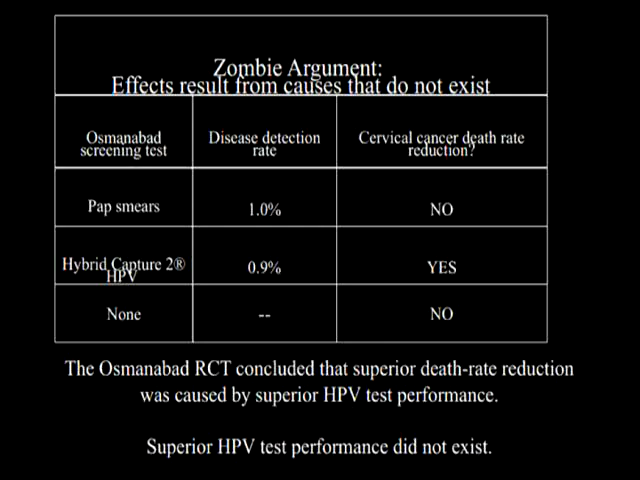 Zombie Argument:
Effects result from causes that do not exist
Osmanabad screening test
Disease detection rate
Cervical cancer death rate reduction?
Pap smears
1.0%
NO
Hybrid Capture 2® HPV
0.9%
YES
None
--
NO
The Osmanabad RCT concluded that superior death-rate reduction
was caused by superior HPV test performance.
Superior HPV test performance did not exist.